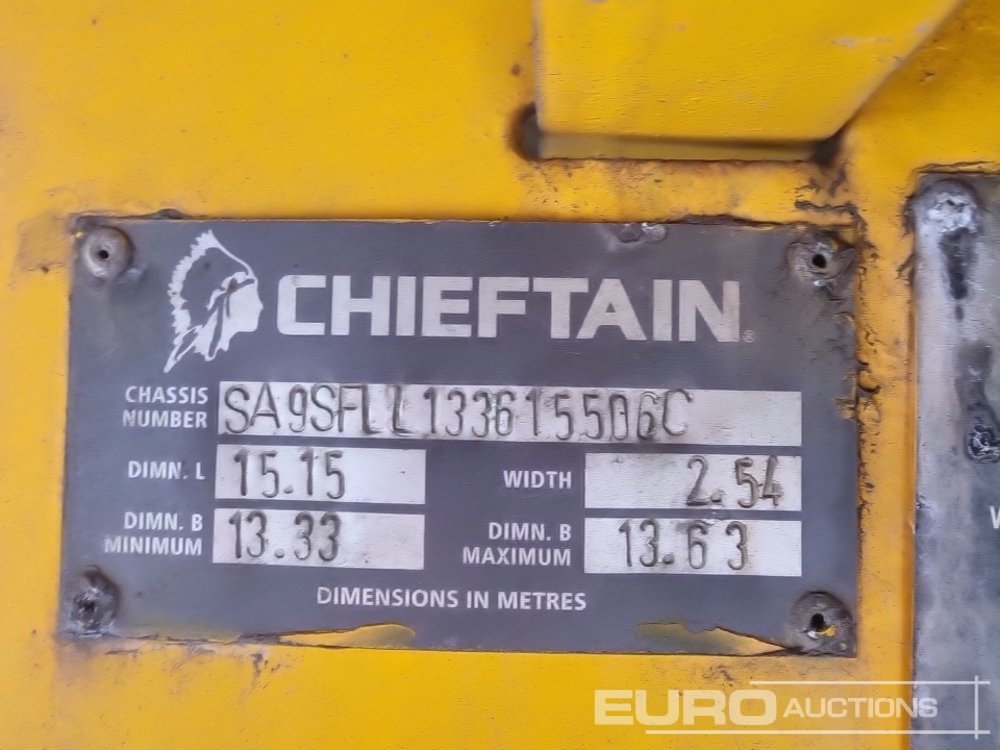 CHIEFTAIN®
CHASSIS NUMBER SA9SFLL133615506C
DIMN. L 15.15 WIDTH 2.54
DIMN. B MINIMUM 13.33 DIMN. B MAXIMUM 13.63
DIMENSIONS IN METRES
EURO AUCTIONS